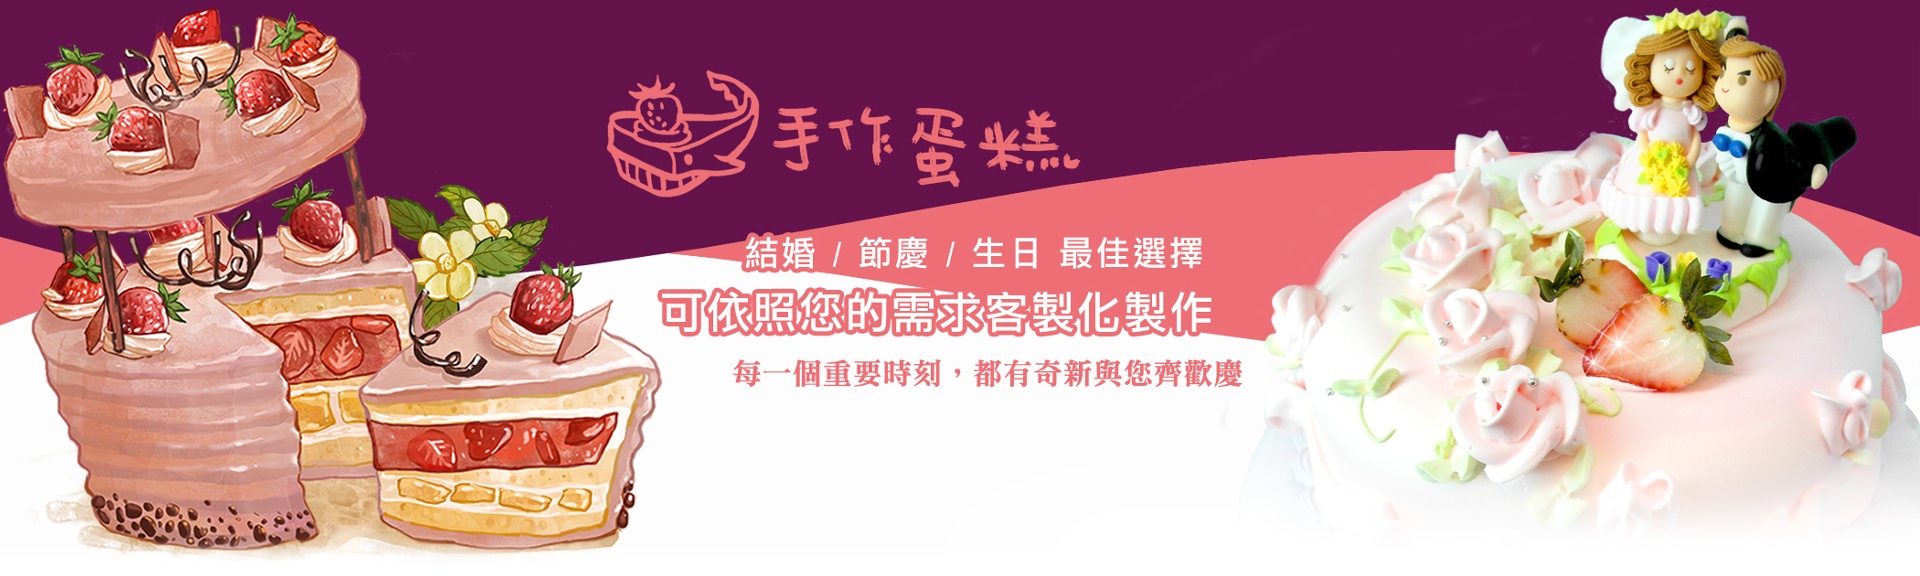 手作蛋糕
結婚 / 節慶 / 生日 最佳選擇
可依照您的需求客製化製作
每一個重要時刻，都有奇新與您齊歡慶